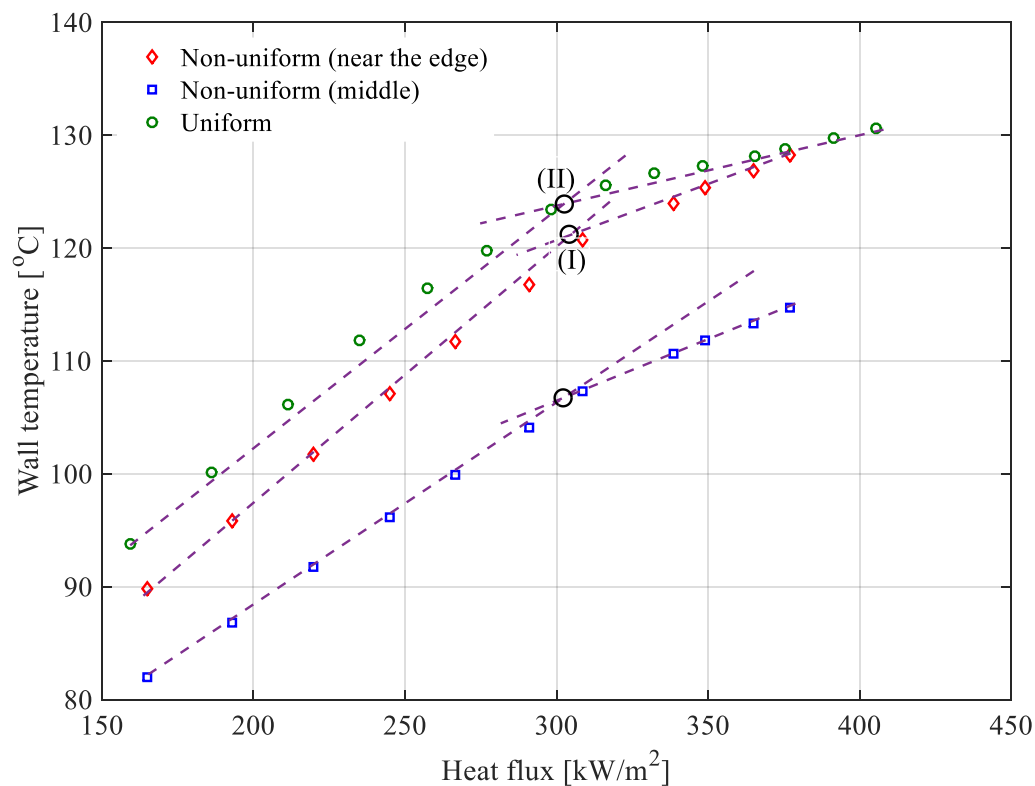 140
130
120
110
100
90
80
Wall temperature [°C]
Non-uniform (near the edge)
Non-uniform (middle)
Uniform
(II)
(I)
150 200 250 300 350 400 450
Heat flux [kW/m²]